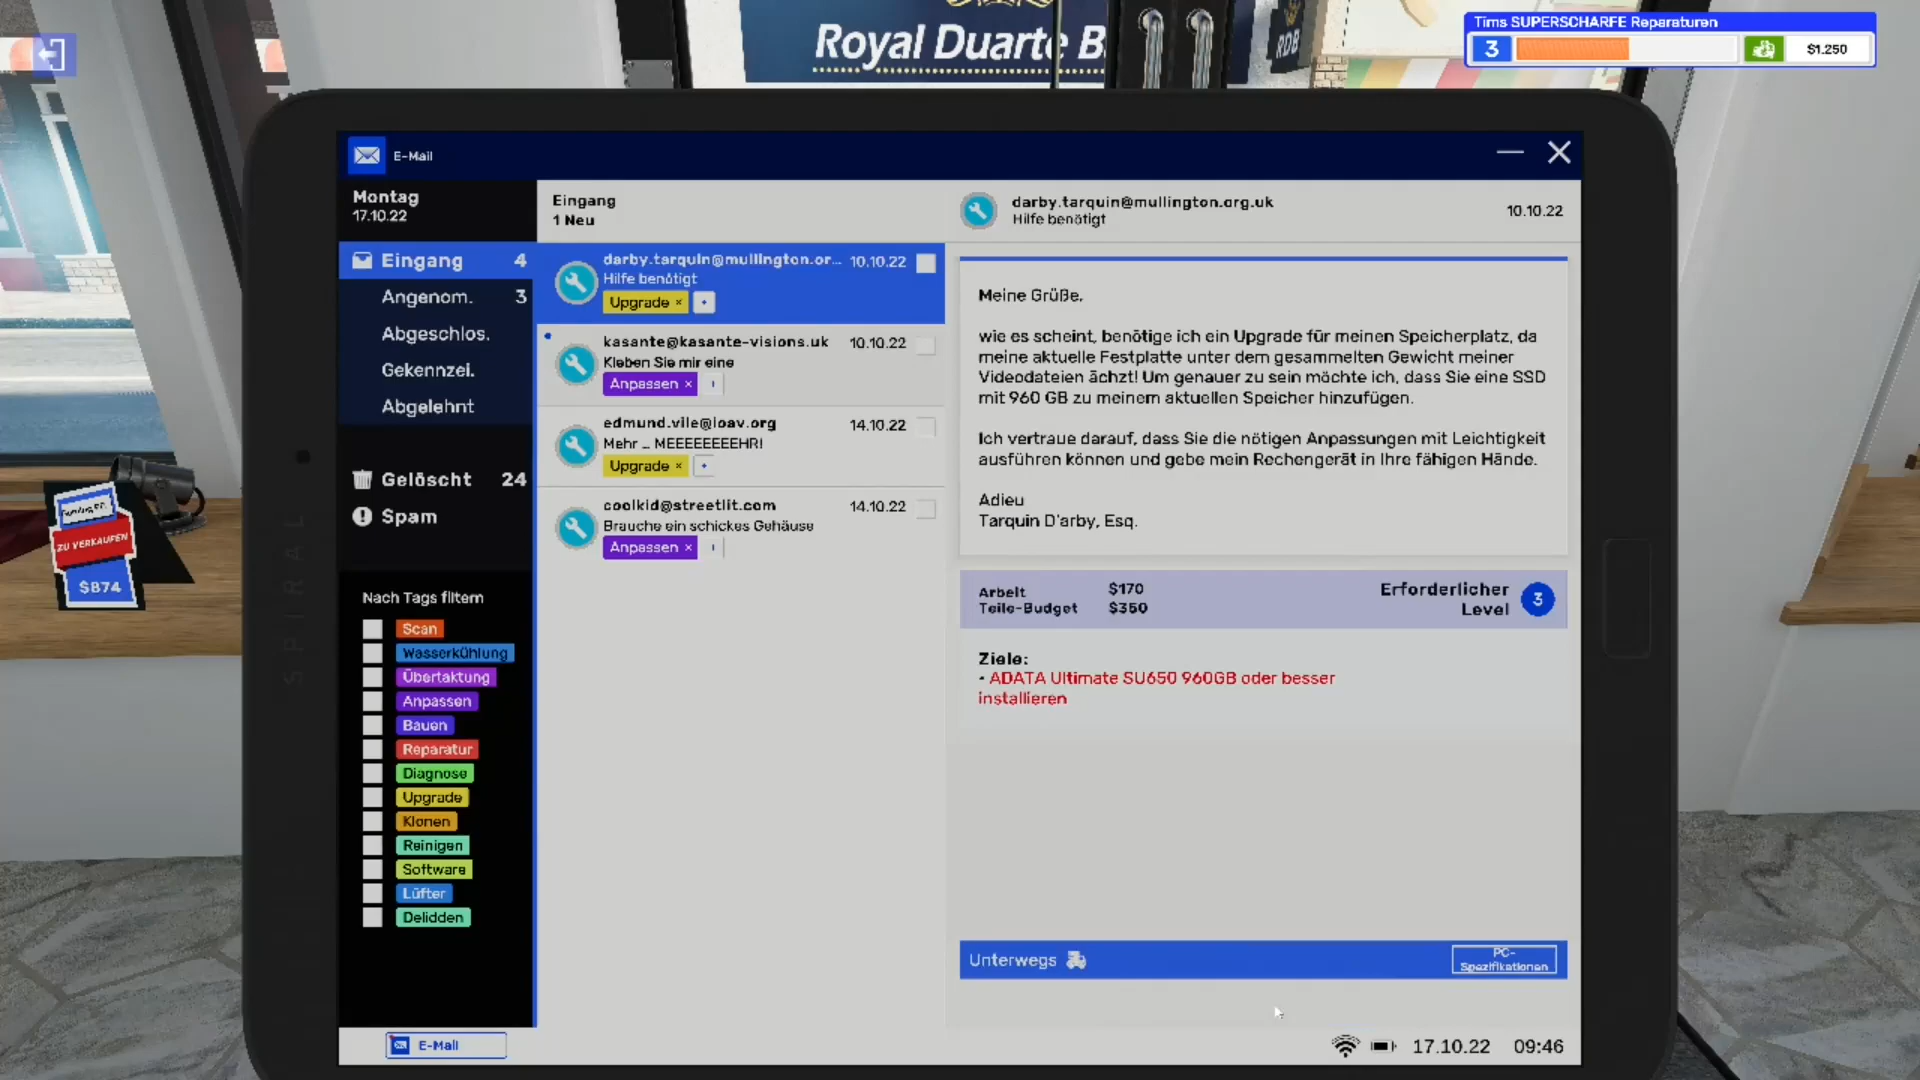 Royal Duarte B
RDB
Tims SUPERSCHARFE Reparaturen
3
$1.250
E-Mail
Montag
17.10.22
Eingang 4
Angenom. 3
Abgeschlos.
Gekennzei.
Abgelehnt
Gelöscht 24
Spam
Nach Tags filtern
Scan
Wasserkühlung
Übertaktung
Anpassen
Bauen
Reparatur
Diagnose
Upgrade
Klonen
Reinigen
Software
Lüfter
Delidden
Eingang
1 Neu
darby.tarquin@mullington.or... 10.10.22
Hilfe benötigt
Upgrade × +
kasante@kasante-visions.uk 10.10.22
Kleben Sie mir eine
Anpassen ×
edmund.vile@loav.org 14.10.22
Mehr ... MEEEEEEEEHR!
Upgrade × +
coolkid@streetlit.com 14.10.22
Brauche ein schickes Gehäuse
Anpassen ×
darby.tarquin@mullington.org.uk
Hilfe benötigt
10.10.22
Meine Grüße,
wie es scheint, benötige ich ein Upgrade für meinen Speicherplatz, da
meine aktuelle Festplatte unter dem gesammelten Gewicht meiner
Videodateien ächzt! Um genauer zu sein möchte ich, dass Sie eine SSD
mit 960 GB zu meinem aktuellen Speicher hinzufügen.
Ich vertraue darauf, dass Sie die nötigen Anpassungen mit Leichtigkeit
ausführen können und gebe mein Rechengerät in Ihre fähigen Hände.
Adieu
Tarquin D'arby, Esq.
Arbeit $170
Teile-Budget $350
Erforderlicher
Level 3
Ziele:
- ADATA Ultimate SU650 960GB oder besser
installieren
Unterwegs
PC-
Spezifikationen
E-Mail
17.10.22 09:46
ZU VERKAUFEN
$874
SPIRAL